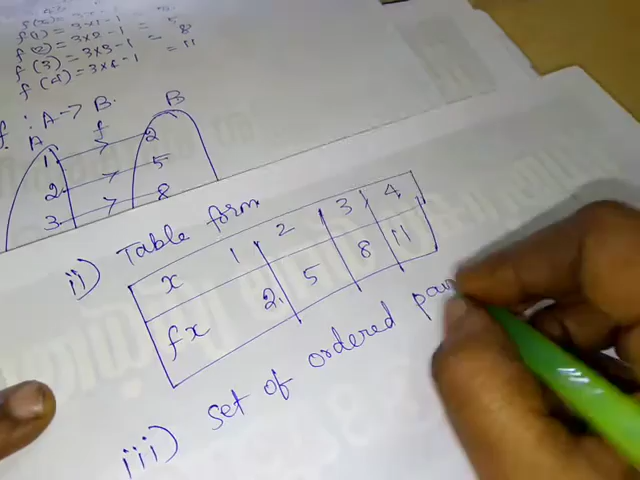 f(1) = 3×1-1 = 5
f(2) = 3×2-1 = 8
f(3) = 3×3-1 = 11
f(4) = 3×4-1
f : A → B.
A f B
1 2
2 5
3 8
ii) Table form
x 1 2 3 4
fx 2 5 8 11
iii) set of ordered pair